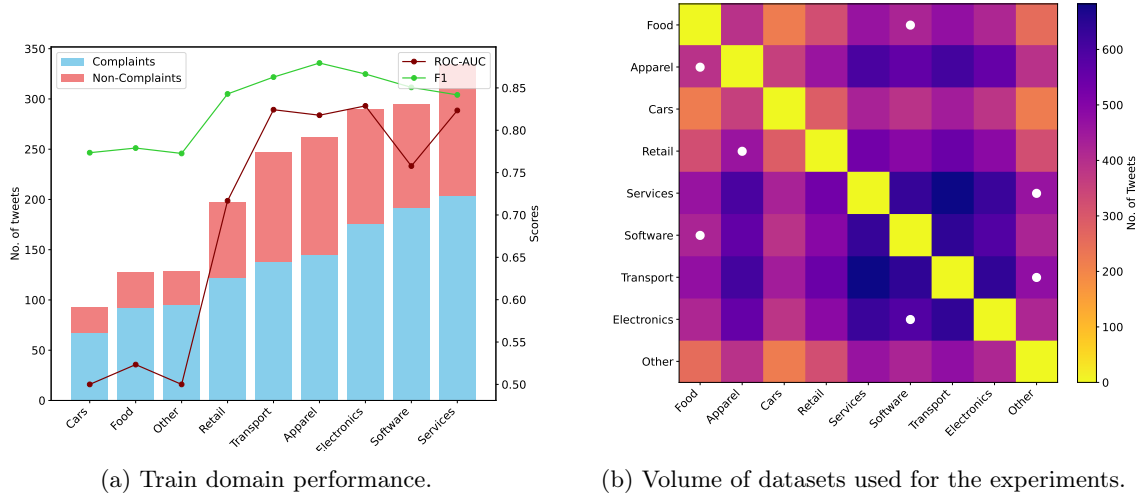 350
300
250
200
150
100
50
0
No. of tweets
Complaints
Non-Complaints
ROC-AUC
F1
0.85
0.80
0.75
0.70
0.65
0.60
0.55
0.50
Scores
Cars
Food
Other
Retail
Transport
Apparel
Electronics
Software
Services
(a) Train domain performance.
Food
Apparel
Cars
Retail
Services
Software
Transport
Electronics
Other
Food
Apparel
Cars
Retail
Services
Software
Transport
Electronics
Other
600
500
400
300
200
100
0
No. of Tweets
(b) Volume of datasets used for the experiments.